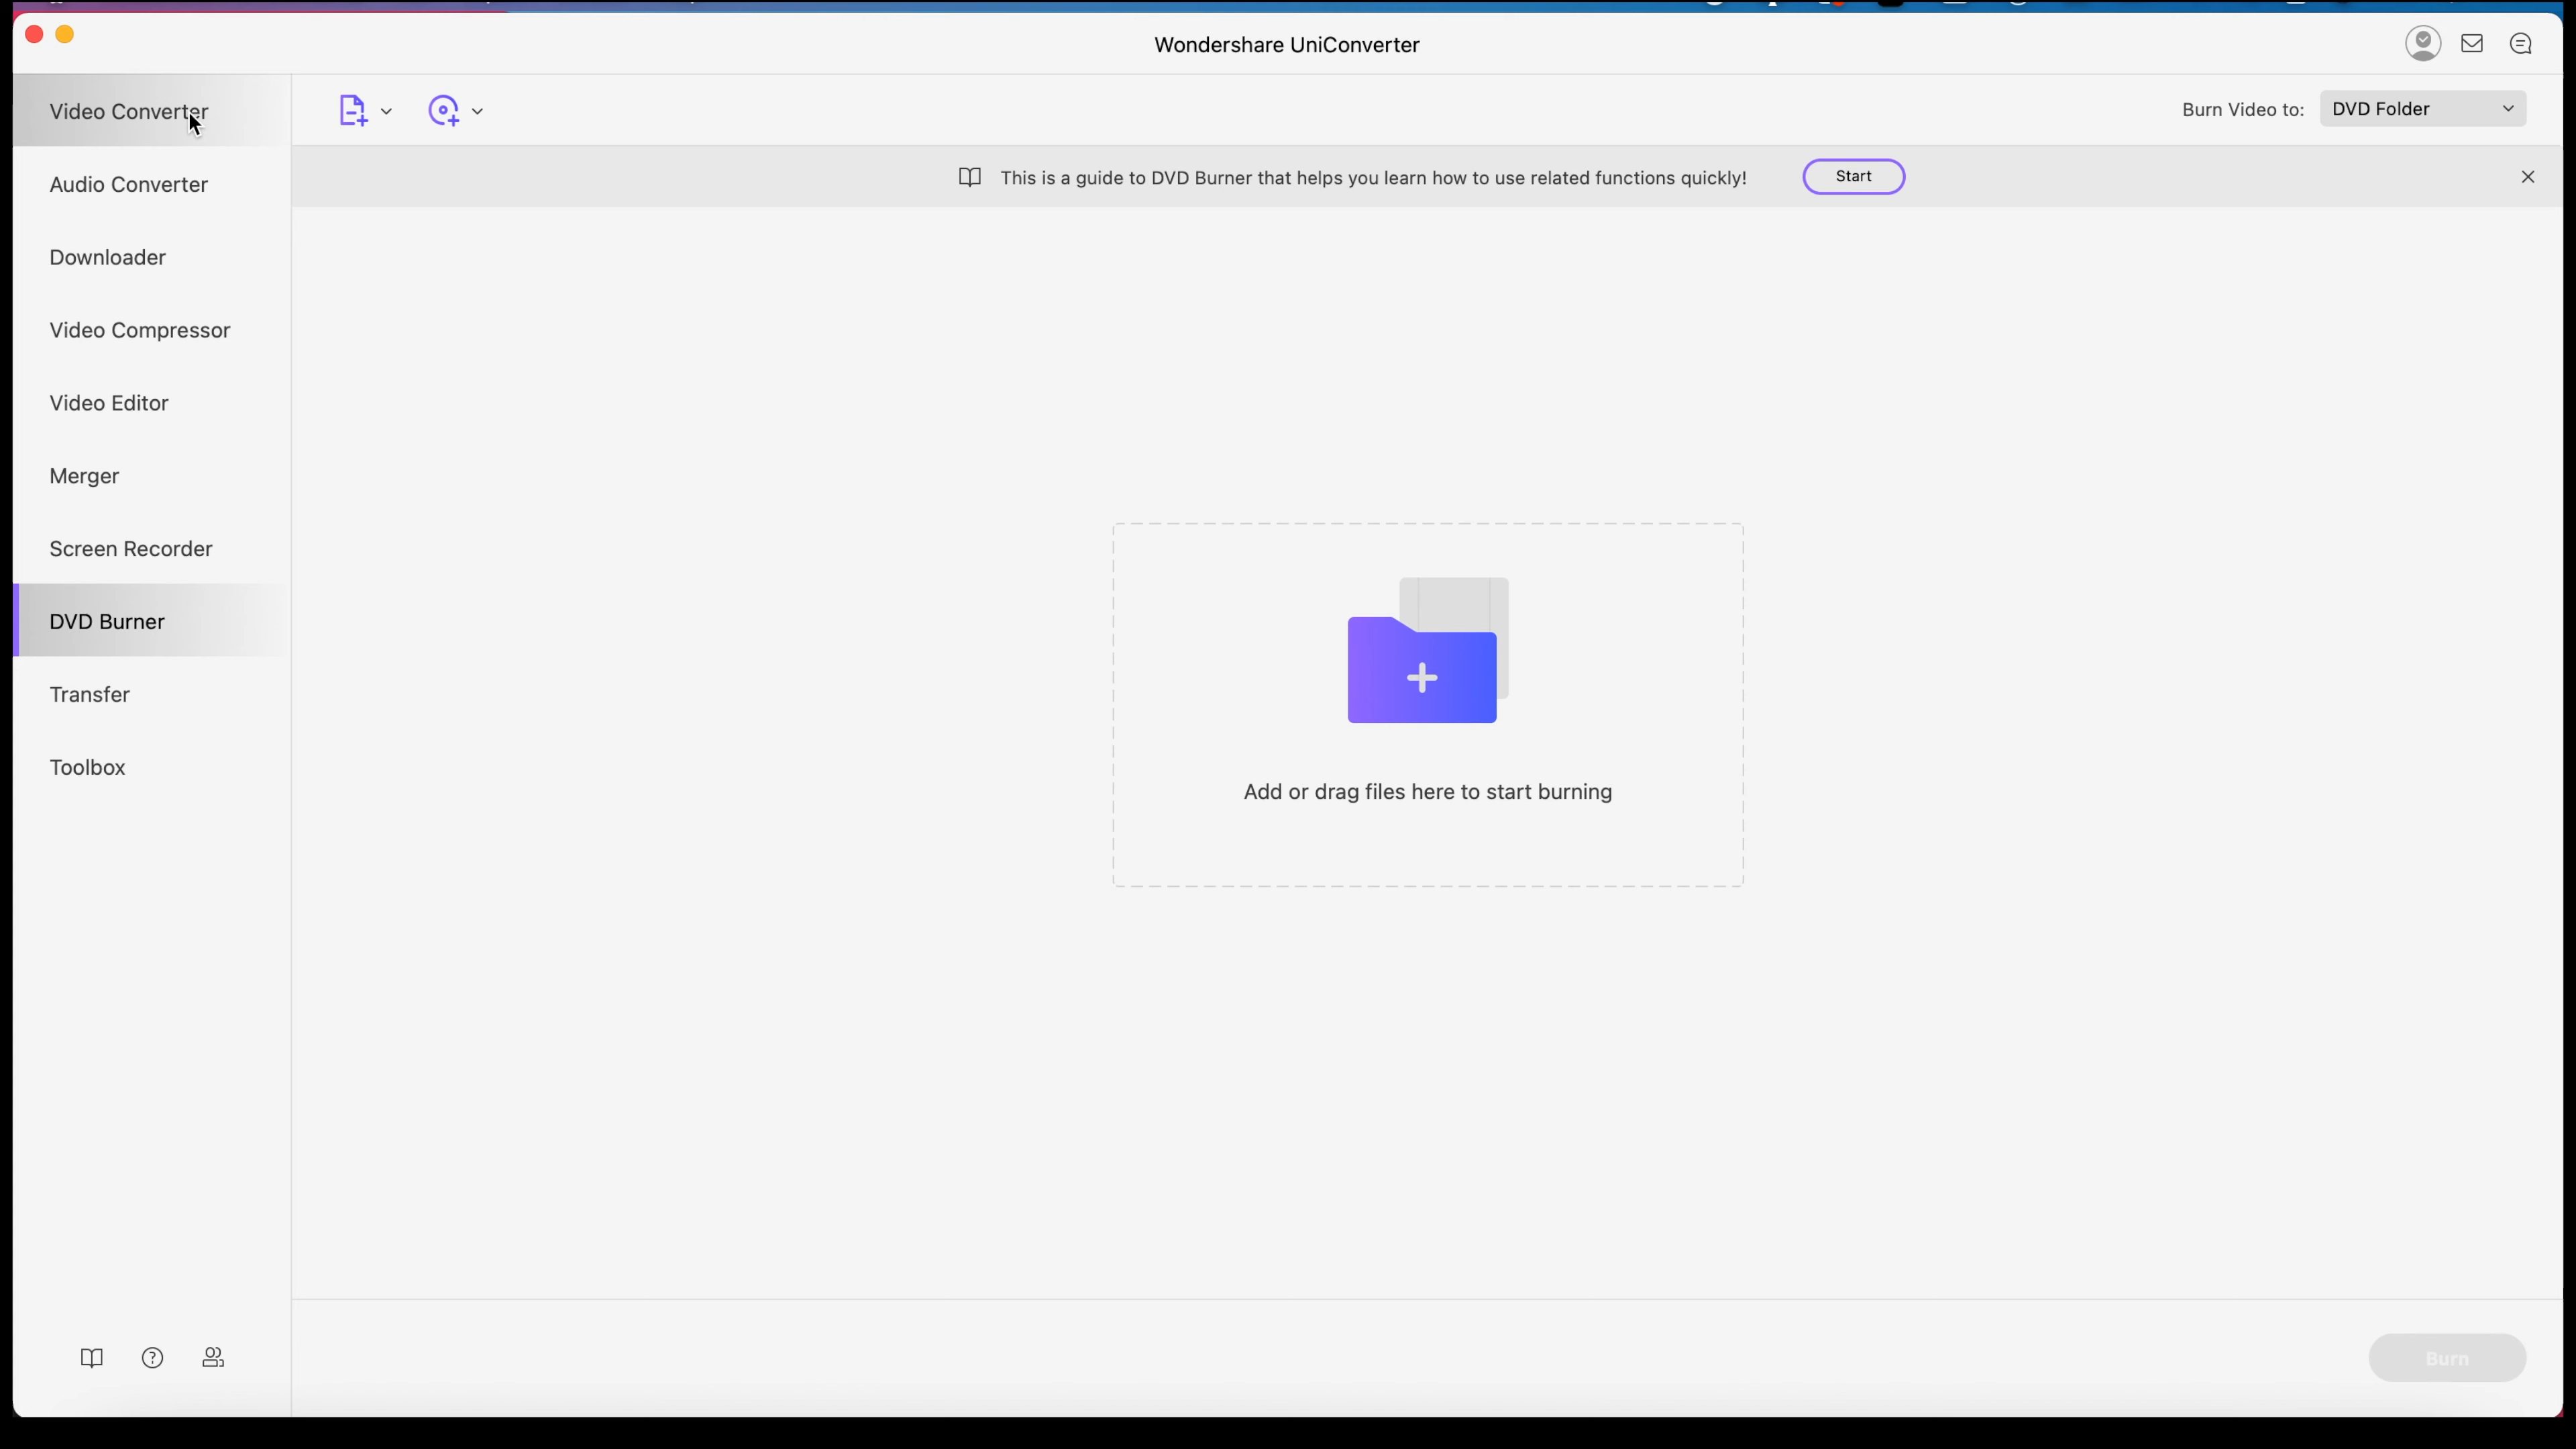 Wondershare UniConverter
Video Converter
Audio Converter
Downloader
Video Compressor
Video Editor
Merger
Screen Recorder
DVD Burner
Transfer
Toolbox
Burn Video to: DVD Folder
This is a guide to DVD Burner that helps you learn how to use related functions quickly! Start
Add or drag files here to start burning
Burn